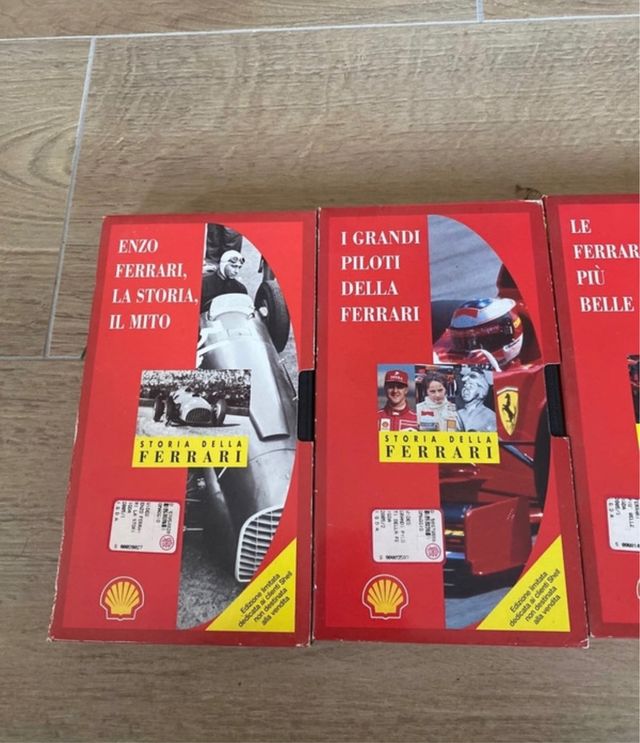 ENZO
FERRARI,
LA STORIA,
IL MITO
STORIA DELLA
FERRARI
Edizione limitata
dedicata ai clienti Shell
non destinata
alla vendita
I GRANDI
PILOTI
DELLA
FERRARI
STORIA DELLA
FERRARI
Edizione limitata
dedicata ai clienti Shell
non destinata
alla vendita
LE
FERRAR
PIÙ
BELLE